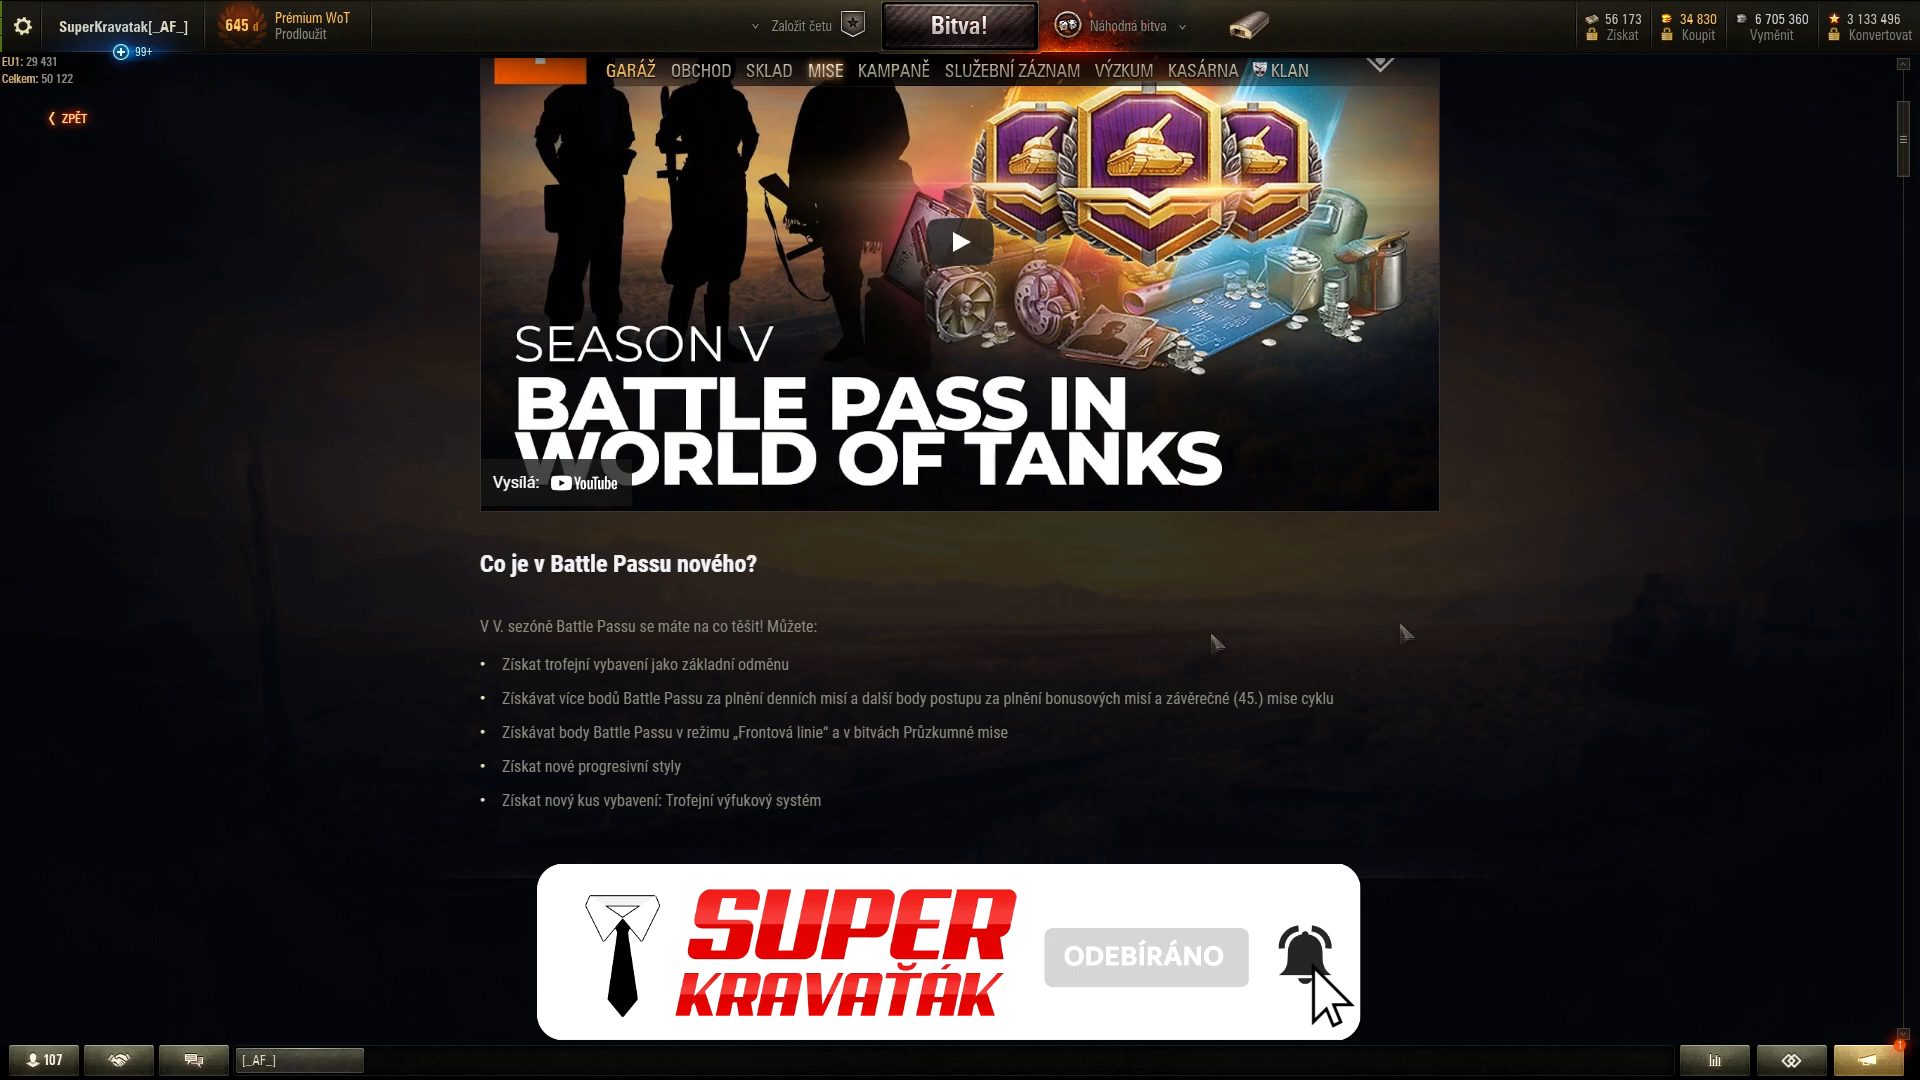 SuperKravatak[_AF_]
99+
645 d
Prémium WoT
Prodloužit
Založit četu
Bitva!
Náhodná bitva
56 173
Získat
34 830
Koupit
6 705 360
Vyměnit
3 133 496
Konvertovat
EU1: 29 431
Celkem: 50 122
GARÁŽ OBCHOD SKLAD MISE KAMPANĚ SLUŽEBNÍ ZÁZNAM VÝZKUM KASÁRNA KLAN
ZPĚT
SEASON V
BATTLE PASS IN
WORLD OF TANKS
Vysílá: YouTube
Co je v Battle Passu nového?
V V. sezóně Battle Passu se máte na co těšit! Můžete:
• Získat trofejní vybavení jako základní odměnu
• Získávat více bodů Battle Passu za plnění denních misí a další body postupu za plnění bonusových misí a závěrečné (45.) mise cyklu
• Získávat body Battle Passu v režimu „Frontová linie“ a v bitvách Průzkumné mise
• Získat nové progresivní styly
• Získat nový kus vybavení: Trofejní výfukový systém
SUPER
KRAVAŤÁK
ODEBÍRÁNO
107
[_AF_]
1